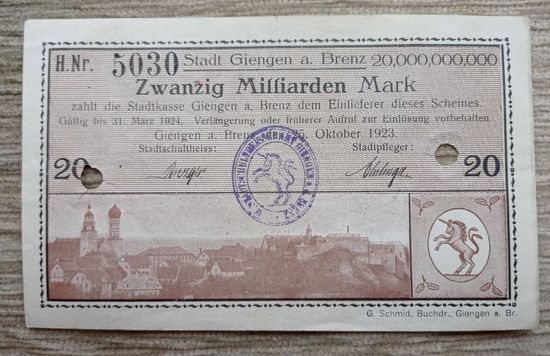 H.Nr. 5030 Stadt Giengen a. Brenz 20,000,000,000
Zwanzig Milliarden Mark
zahlt die Stadtkasse Giengen a. Brenz dem Einlieferer dieses Scheines.
Gültig bis 31. März 1924. Verlängerung oder früherer Aufruf zur Einlösung vorbehalten.
Giengen a. Brenz, 25. Oktober 1923.
Stadtschultheiss: Stadtpfleger:
20 20
G. Schmid, Buchdr., Giengen a. Br.